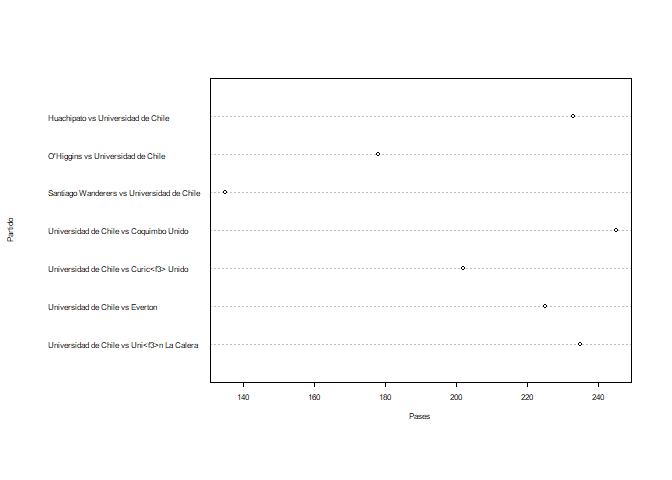 Huachipato vs Universidad de Chile
O'Higgins vs Universidad de Chile
Santiago Wanderers vs Universidad de Chile
Universidad de Chile vs Coquimbo Unido
Universidad de Chile vs Curic<f3> Unido
Universidad de Chile vs Everton
Universidad de Chile vs Uni<f3>n La Calera
Partido
140 160 180 200 220 240
Pases